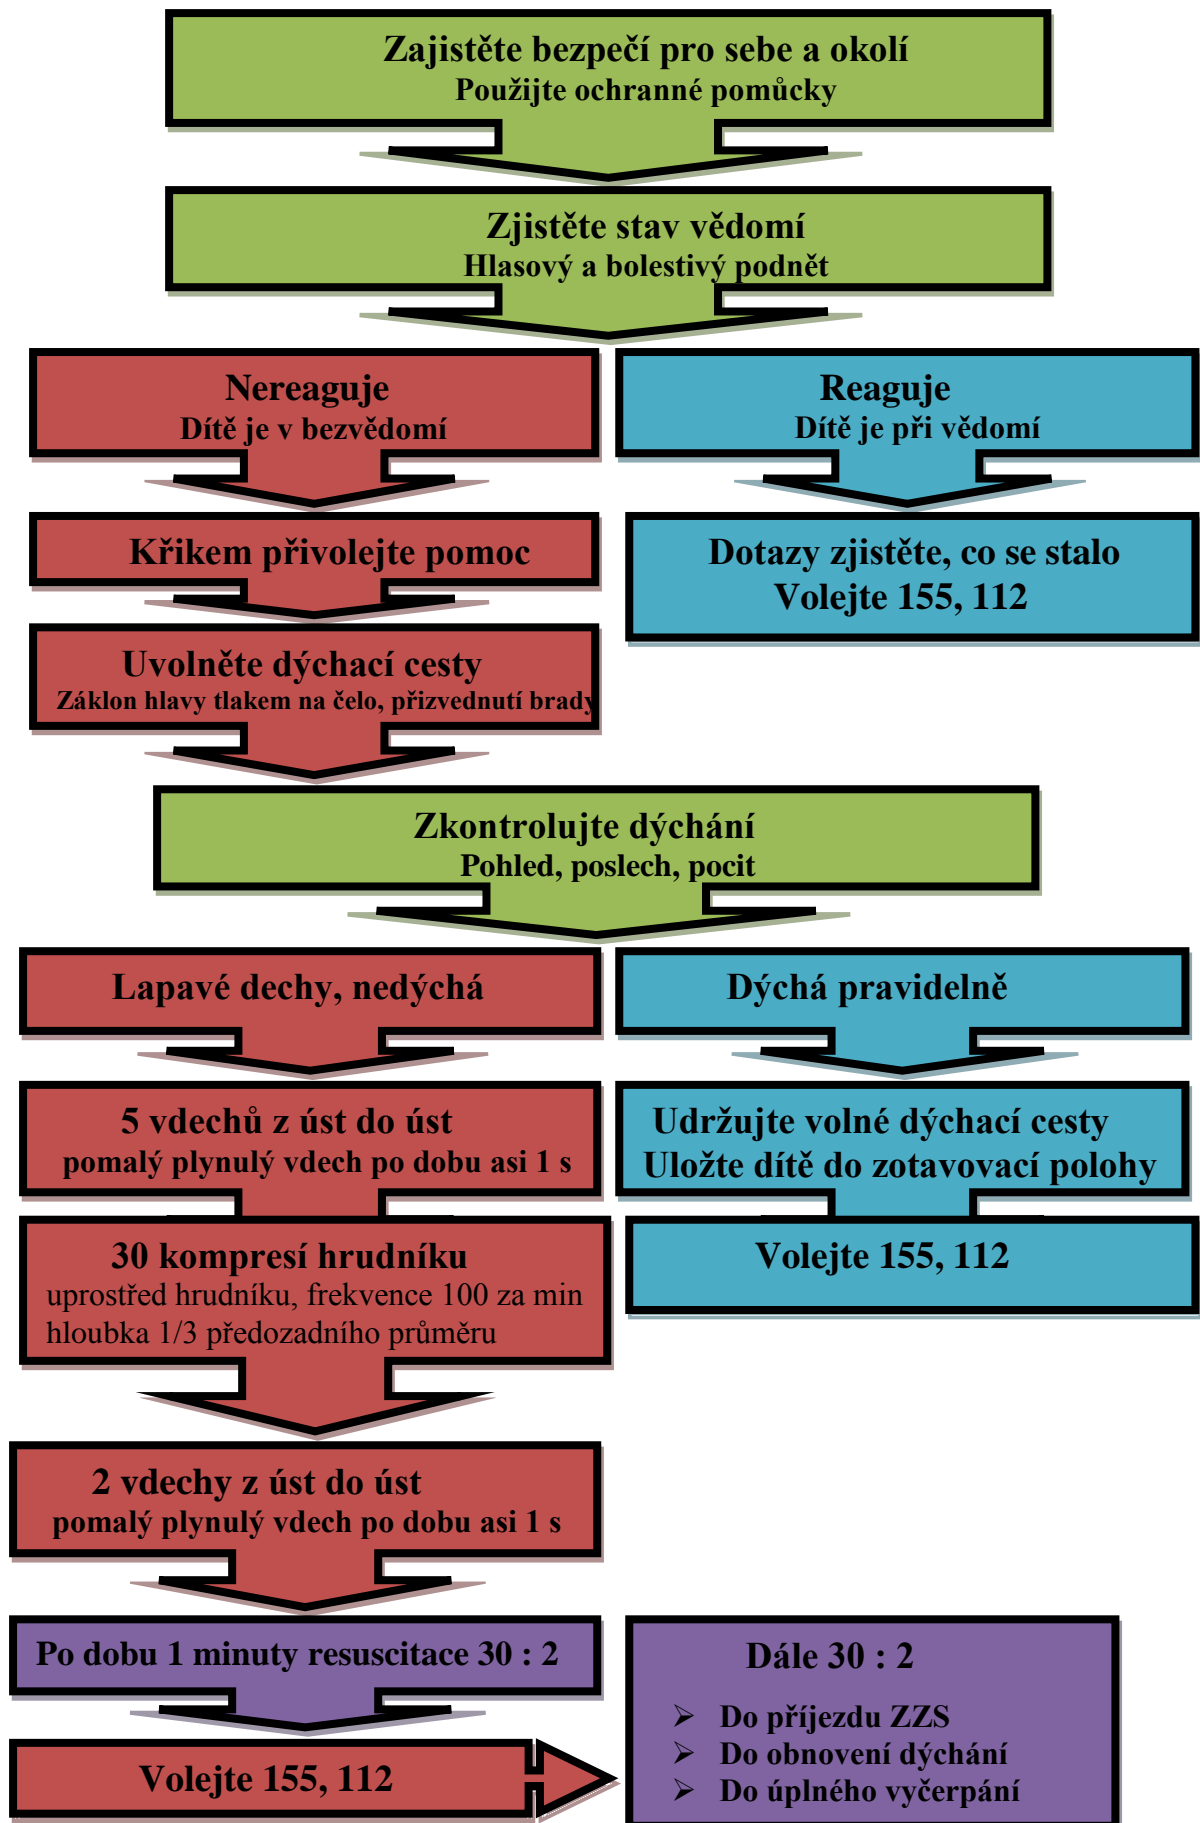 Zajistěte bezpečí pro sebe a okolí
Použijte ochranné pomůcky
Zjistěte stav vědomí
Hlasový a bolestivý podnět
Nereaguje
Dítě je v bezvědomí
Reaguje
Dítě je při vědomí
Křikem přivolejte pomoc
Dotazy zjistěte, co se stalo
Volejte 155, 112
Uvolněte dýchací cesty
Záklon hlavy tlakem na čelo, přizvednutí brady
Zkontrolujte dýchání
Pohled, poslech, pocit
Lapavé dechy, nedýchá
Dýchá pravidelně
5 vdechů z úst do úst
pomalý plynulý vdech po dobu asi 1 s
Udržujte volné dýchací cesty
Uložte dítě do zotavovací polohy
30 kompresí hrudníku
uprostřed hrudníku, frekvence 100 za min
hloubka 1/3 předozadního průměru
Volejte 155, 112
2 vdechy z úst do úst
pomalý plynulý vdech po dobu asi 1 s
Po dobu 1 minuty resuscitace 30 : 2
Volejte 155, 112
Dále 30 : 2
➢ Do příjezdu ZZS
➢ Do obnovení dýchání
➢ Do úplného vyčerpání